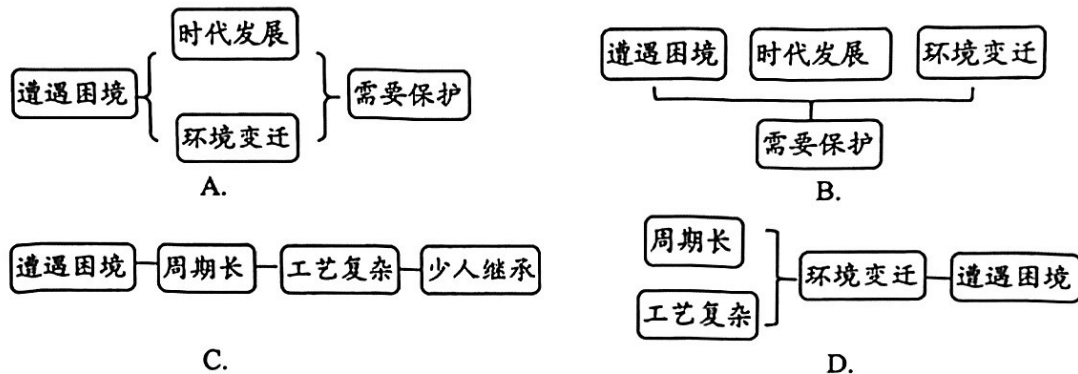 时代发展
遭遇困境 需要保护
环境变迁
A.
遭遇困境 时代发展 环境变迁
需要保护
B.
遭遇困境 周期长 工艺复杂 少人继承
C.
周期长
环境变迁 遭遇困境
工艺复杂
D.